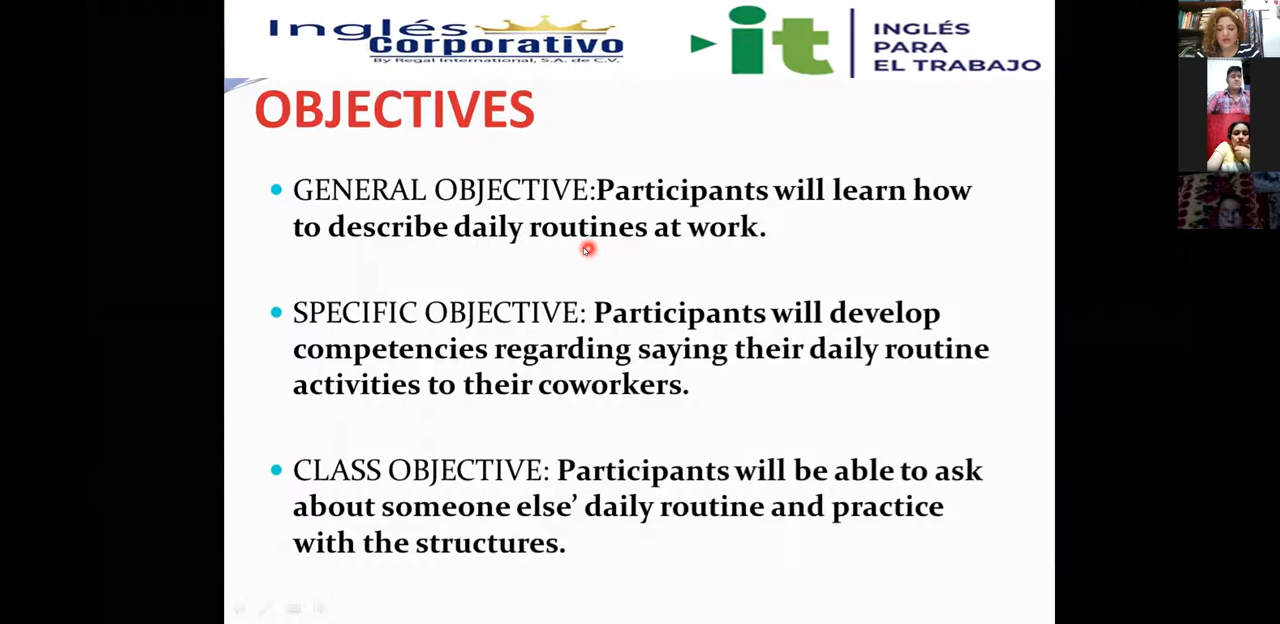 Inglés
Corporativo
By Regal International, S.A. de C.V.
it
INGLÉS
PARA
EL TRABAJO
OBJECTIVES
• GENERAL OBJECTIVE:Participants will learn how
to describe daily routines at work.
• SPECIFIC OBJECTIVE: Participants will develop
competencies regarding saying their daily routine
activities to their coworkers.
• CLASS OBJECTIVE: Participants will be able to ask
about someone else’ daily routine and practice
with the structures.